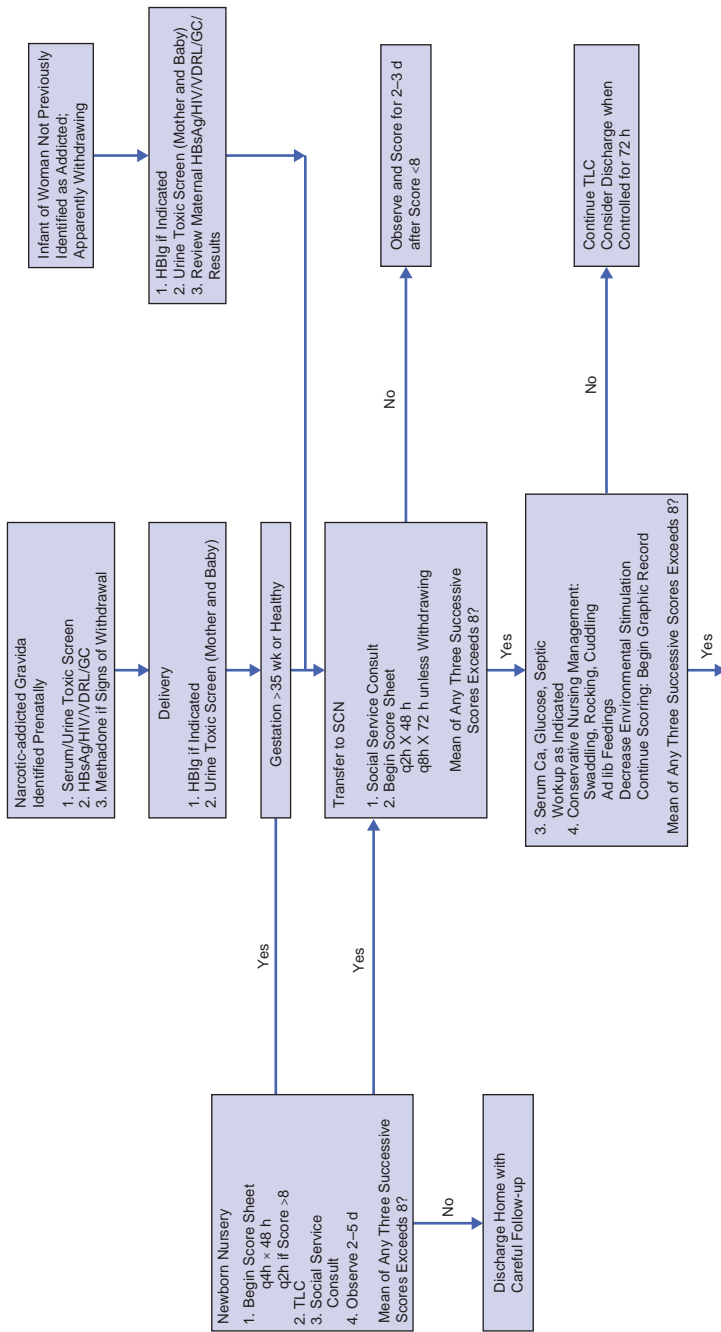 Narcotic-addicted Gravida
Identified Prenatally
1. Serum/Urine Toxic Screen
2. HBsAg/HIV/VDRL/GC
3. Methadone if Signs of Withdrawal
Infant of Woman Not Previously
Identified as Addicted;
Apparently Withdrawing
Delivery
1. HBIg if Indicated
2. Urine Toxic Screen (Mother and Baby)
1. HBIg if Indicated
2. Urine Toxic Screen (Mother and Baby)
3. Review Maternal HBsAg/HIV/VDRL/GC/
Results
Gestation >35 wk or Healthy
Yes
Newborn Nursery
1. Begin Score Sheet
q4h × 48 h
q2h if Score >8
2. TLC
3. Social Service
Consult
4. Observe 2–5 d
Mean of Any Three Successive
Scores Exceeds 8?
Yes
Transfer to SCN
1. Social Service Consult
2. Begin Score Sheet
q2h X 48 h
q8h X 72 h unless Withdrawing
Mean of Any Three Successive
Scores Exceeds 8?
No
Observe and Score for 2–3 d
after Score <8
No
Yes
Discharge Home with
Careful Follow-up
3. Serum Ca, Glucose, Septic
Workup as Indicated
4. Conservative Nursing Management:
Swaddling, Rocking, Cuddling
Ad lib Feedings
Decrease Environmental Stimulation
Continue Scoring: Begin Graphic Record
Mean of Any Three Successive Scores Exceeds 8?
No
Continue TLC
Consider Discharge when
Controlled for 72 h
Yes